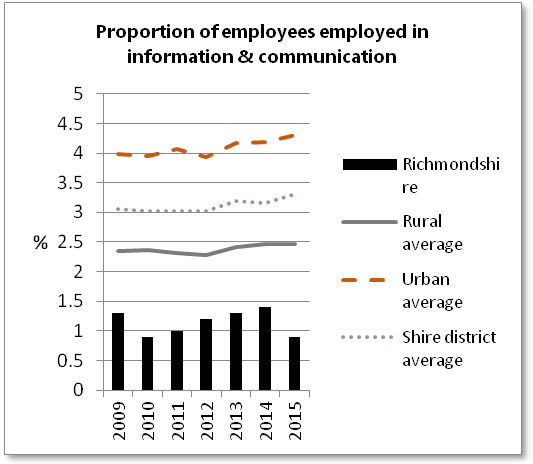 Proportion of employees employed in
information & communication
5
4.5
4
3.5
3
2.5
2
1.5
1
0.5
0
%
2009
2010
2011
2012
2013
2014
2015
Richmondshi
re
Rural
average
Urban
average
Shire district
average